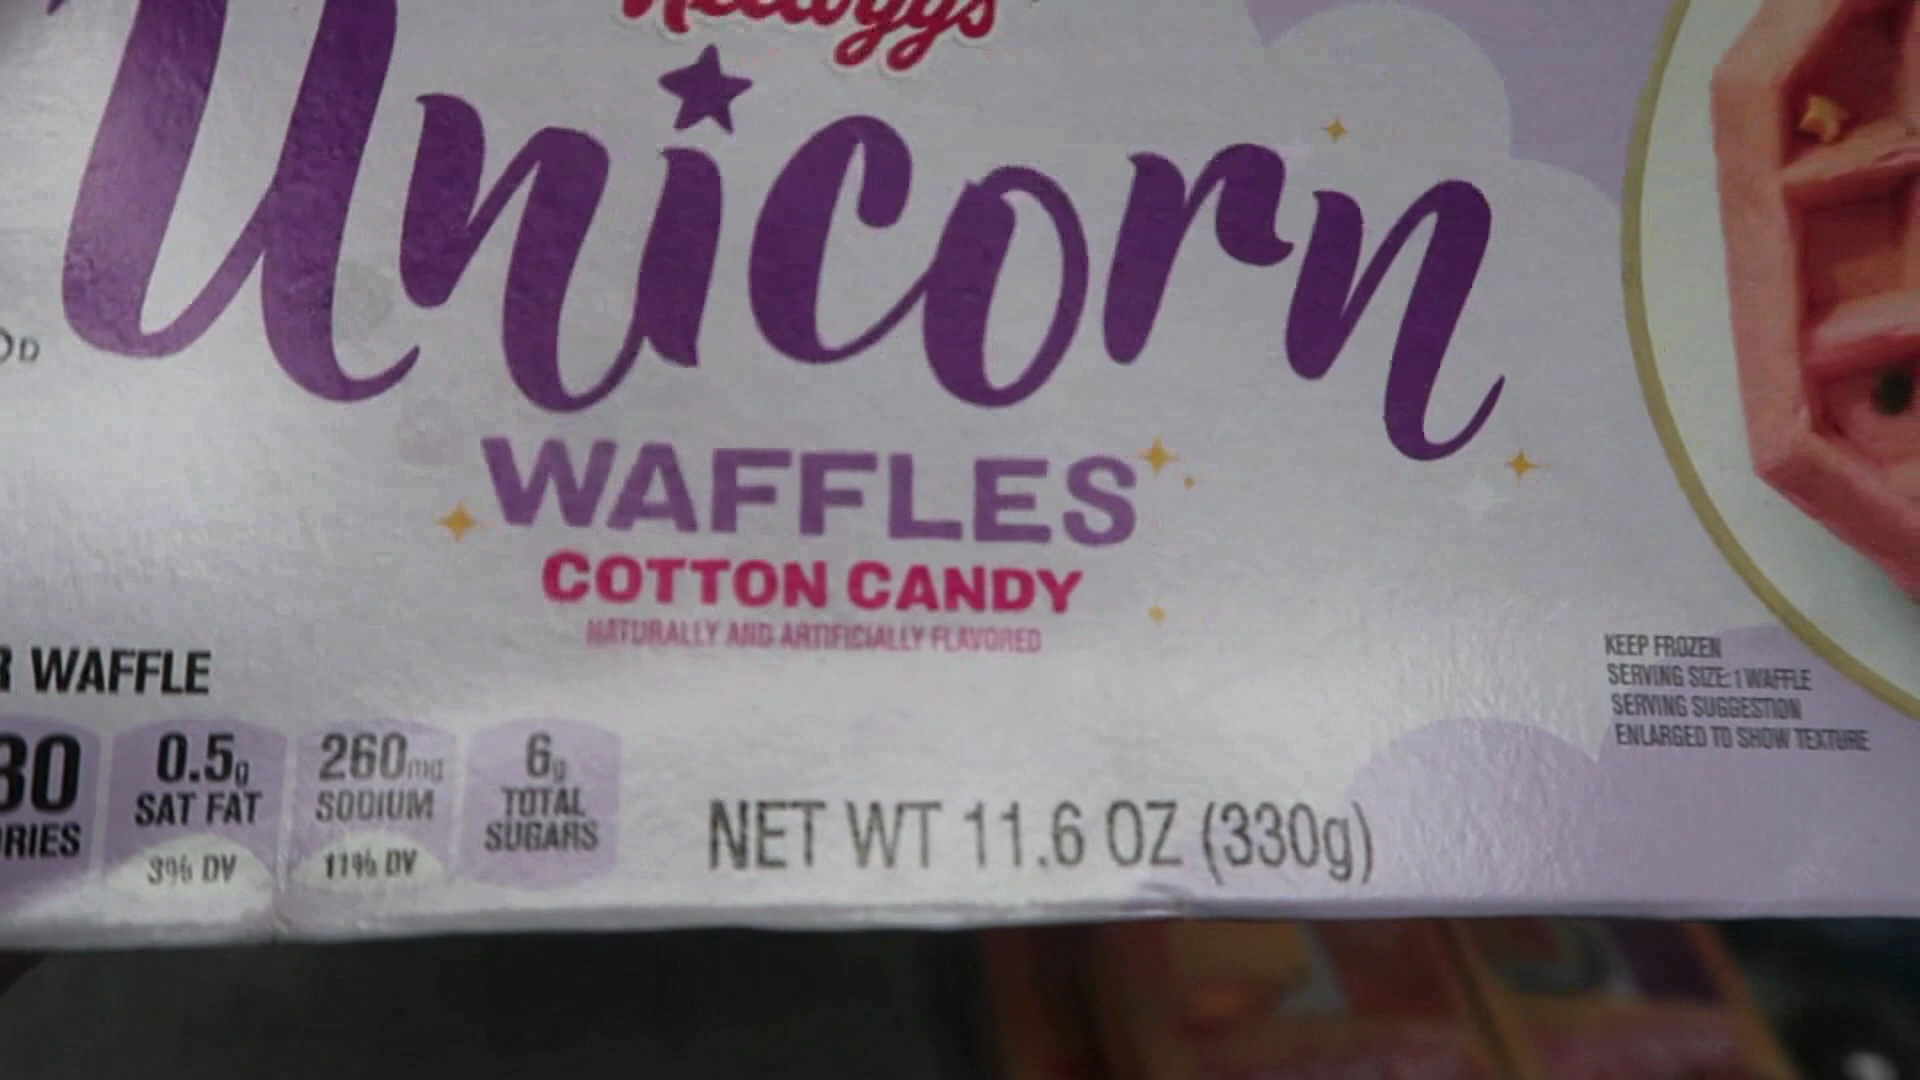 Kellogg's
Unicorn
WAFFLES
COTTON CANDY
NATURALLY AND ARTIFICIALLY FLAVORED
WAFFLE
0.5g
SAT FAT
3% DV
260mg
SODIUM
11% DV
6g
TOTAL
SUGARS
NET WT 11.6 OZ (330g)
KEEP FROZEN
SERVING SIZE: 1 WAFFLE
SERVING SUGGESTION
ENLARGED TO SHOW TEXTURE